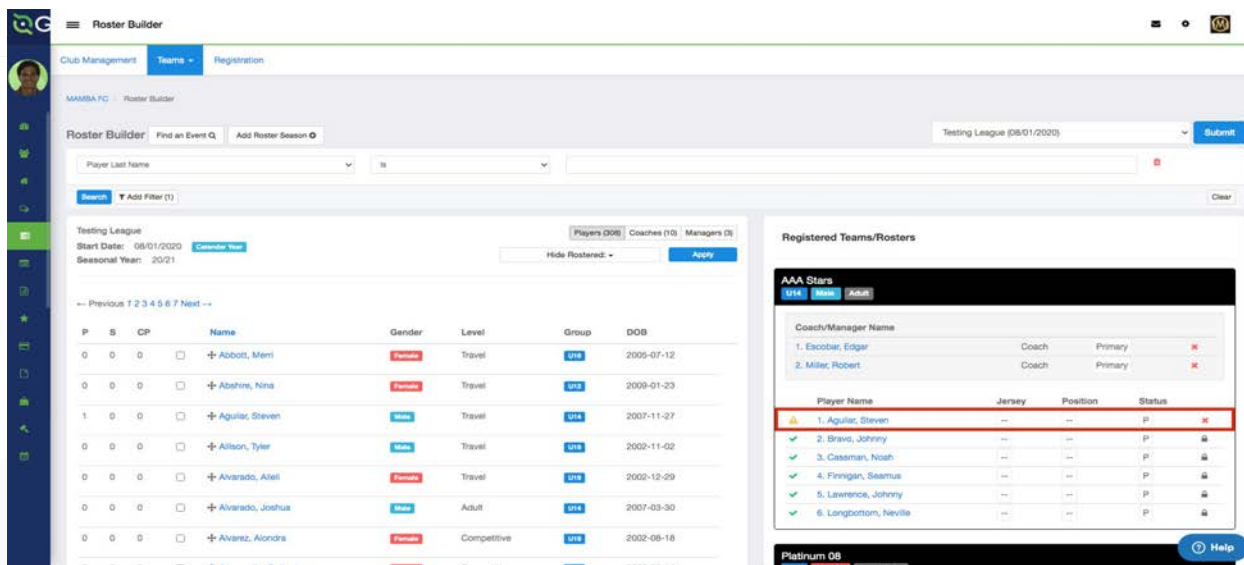 G Roster Builder
Club Management Teams Registration
MAMBA FC / Roster Builder
Roster Builder Find an Event Add Roster Season Testing League (08/01/2020) Submit
Player Last Name Is
Search Add Filter (1) Clear
Testing League Players (308) Coaches (10) Managers (3)
Start Date: 08/01/2020 Calendar Year
Seasonal Year: 20/21 Hide Rostered: Apply
← Previous 1 2 3 4 5 6 7 Next →
P S CP Name Gender Level Group DOB
0 0 0 Abbott, Merri Female Travel U16 2005-07-12
0 0 0 Abshire, Nina Female Travel 2009-01-23
1 0 0 Aguilar, Steven Male Travel U14 2007-11-27
0 0 0 Allison, Tyler Male Travel U19 2002-11-02
0 0 0 Alvarado, Female Travel U19 2002-12-29
0 0 0 Alvarado, Joshua Male Adult U14 2007-03-30
0 0 0 Alvarez, Alondra Female Competitive U19 2002-08-18
Registered Teams/Rosters
AAA Stars
U14 Male Adult
Coach/Manager Name
1. Escobar, Edgar Coach Primary
2. Miller, Robert Coach Primary
Player Name Jersey Position Status
1. Aguilar, Steven -- -- P
2. Bravo, Johnny -- -- P
3. Cassman, Noah -- -- P
4. Finnigan, Seamus -- -- P
5. Lawrence, Johnny -- -- P
6. Longbottom, Neville -- -- P
Platinum 08
Help